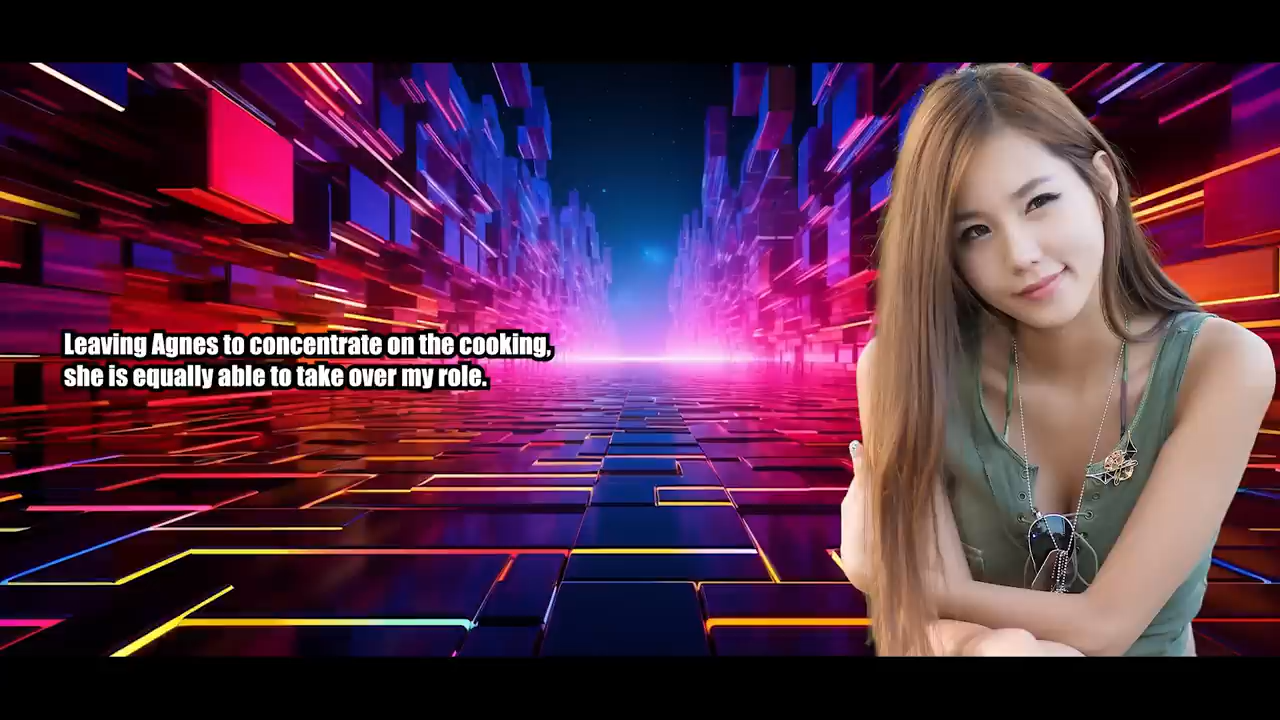 Leaving Agnes to concentrate on the cooking,
she is equally able to take over my role.